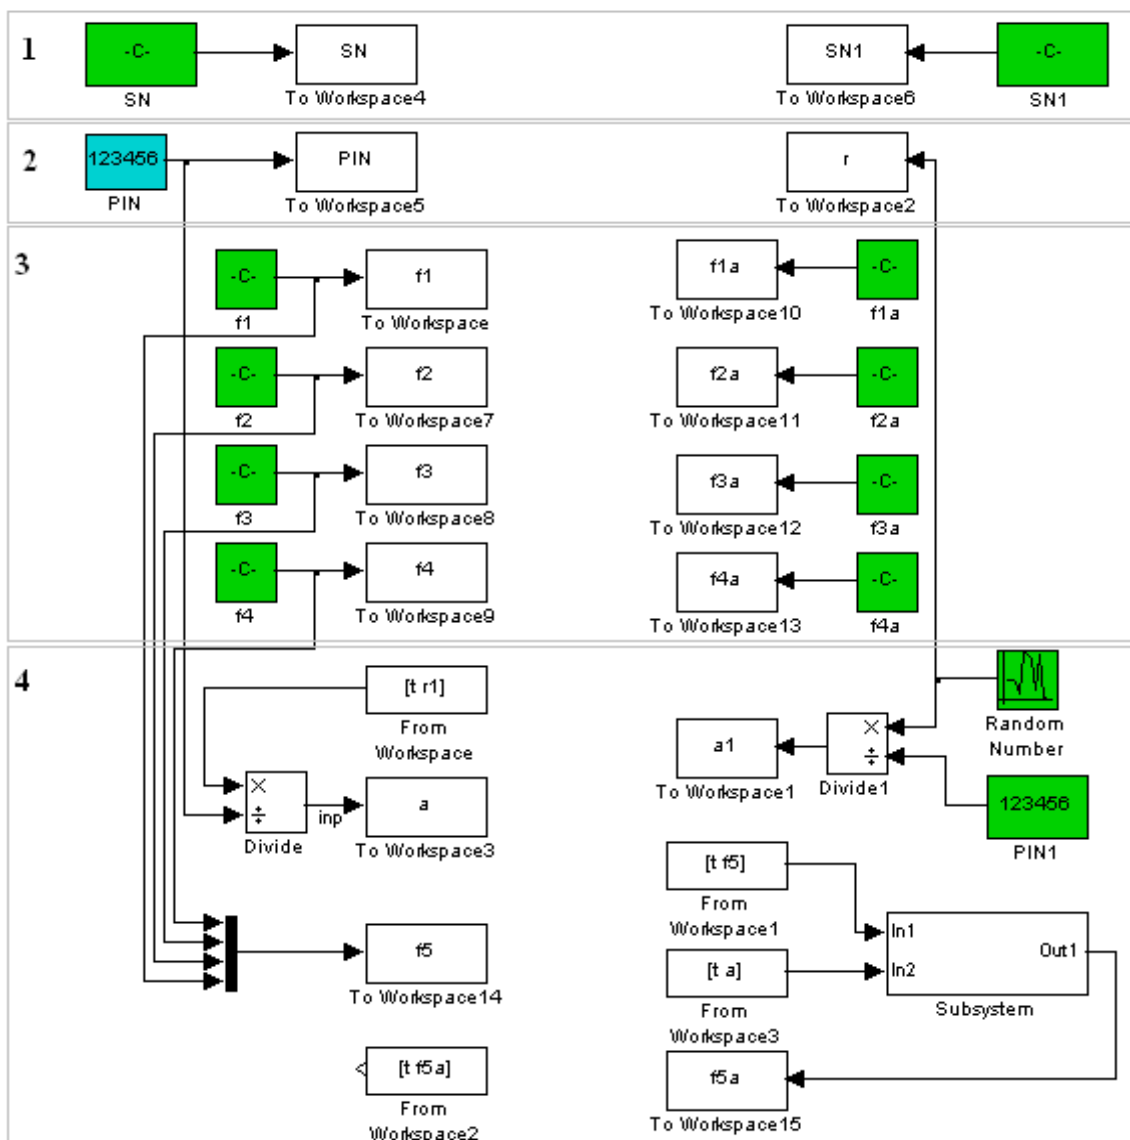 1
-C-
SN
SN
To Workspace4
SN1
To Workspace6
-C-
SN1
2
123456
PIN
PIN
To Workspace5
r
To Workspace2
3
-C-
f1
f1
To Workspace
f1a
To Workspace10
-C-
f1a
-C-
f2
f2
To Workspace7
f2a
To Workspace11
-C-
f2a
-C-
f3
f3
To Workspace8
f3a
To Workspace12
-C-
f3a
-C-
f4
f4
To Workspace9
f4a
To Workspace13
-C-
f4a
4
[t r1]
From
Workspace
Random
Number
a1
To Workspace1
×
÷
Divide1
123456
PIN1
×
÷
Divide
inp
a
To Workspace3
[t f5]
From
Workspace1
f5
To Workspace14
[t a]
From
Workspace3
In1
In2
Out1
Subsystem
[t f5a]
From
Workspace2
f5a
To Workspace15